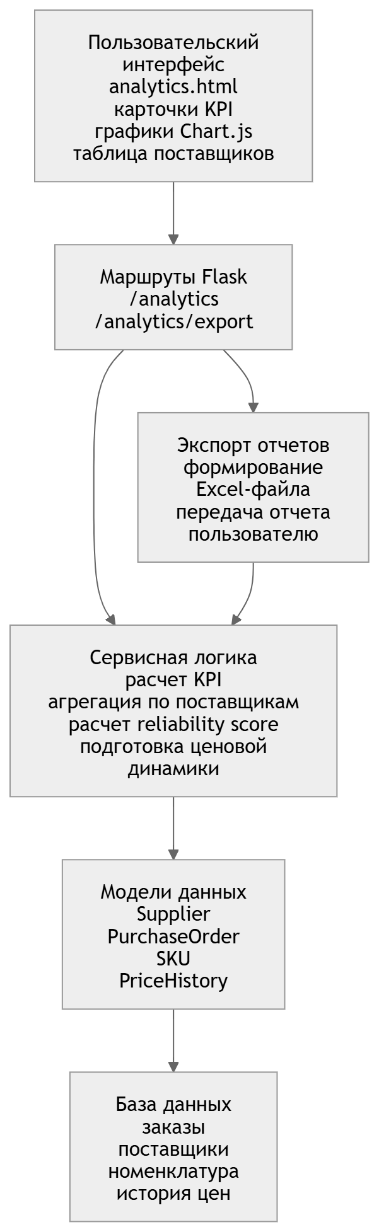 Пользовательский
интерфейс
analytics.html
карточки KPI
графики Chart.js
таблица поставщиков
Маршруты Flask
/analytics
/analytics/export
Экспорт отчетов
формирование
Excel-файла
передача отчета
пользователю
Сервисная логика
расчет KPI
агрегация по поставщикам
расчет reliability score
подготовка ценовой
динамики
Модели данных
Supplier
PurchaseOrder
SKU
PriceHistory
База данных
заказы
поставщики
номенклатура
история цен